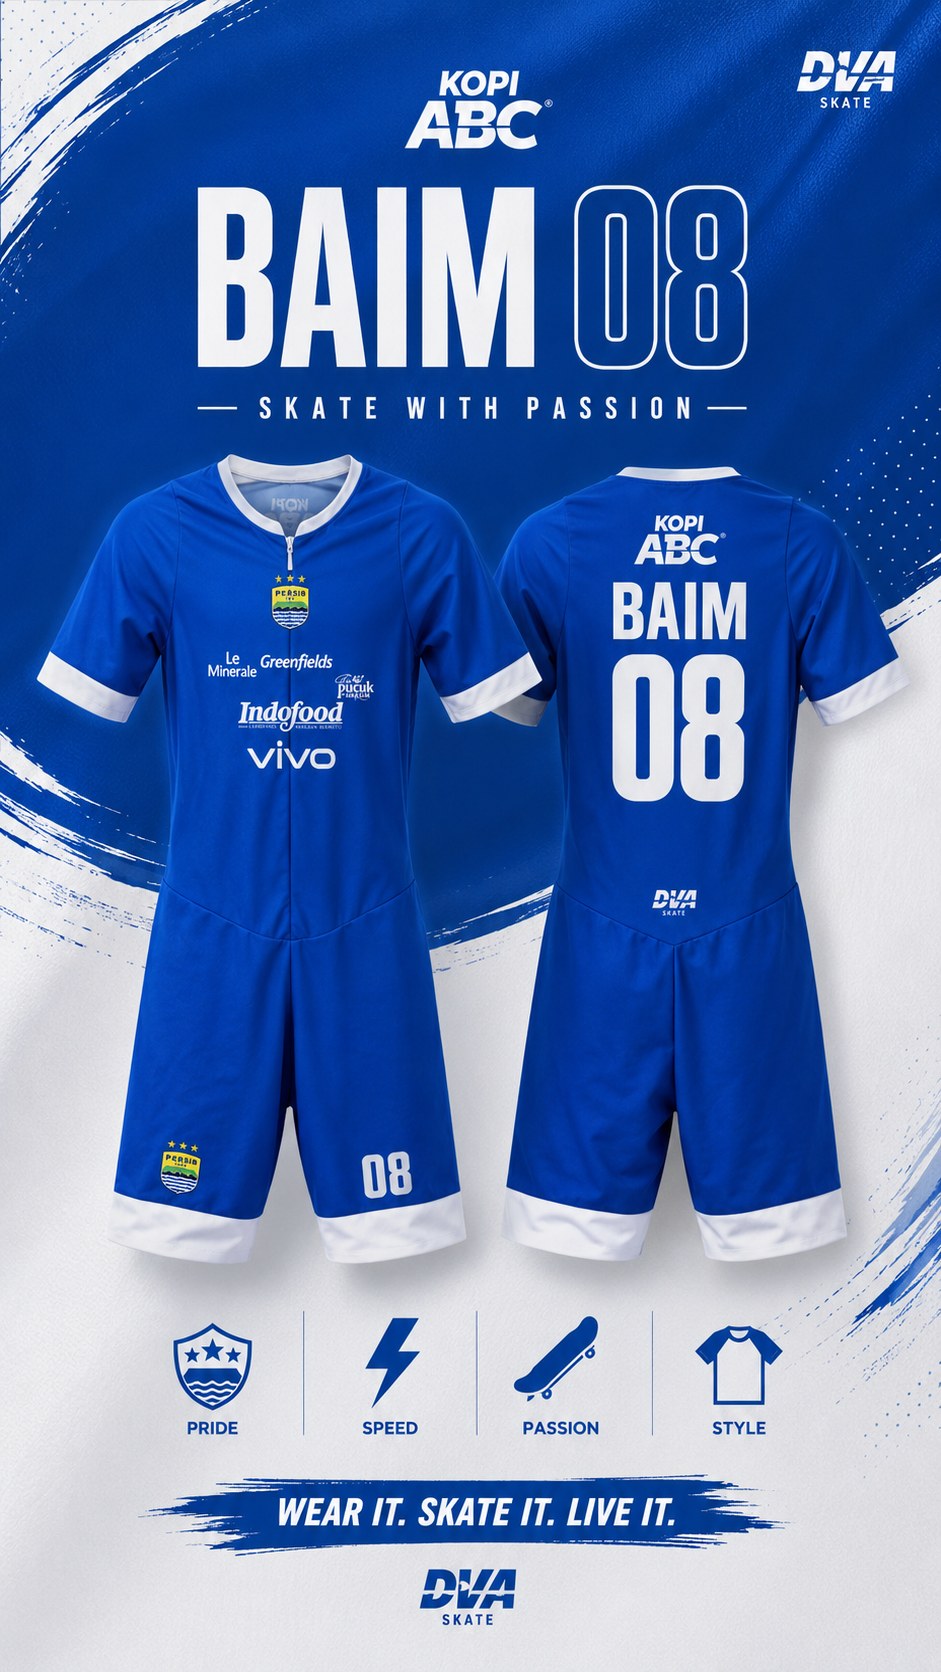 KOPI
ABC®
DVA
SKATE
BAIM 08
SKATE WITH PASSION
KOPI
PERSIB
Le
Minerale
Greenfields
pucuk
Indofood
vivo
PERSIB
08
KOPI
ABC®
BAIM
08
DVA
SKATE
PRIDE
SPEED
PASSION
STYLE
WEAR IT. SKATE IT. LIVE IT.
DVA
SKATE